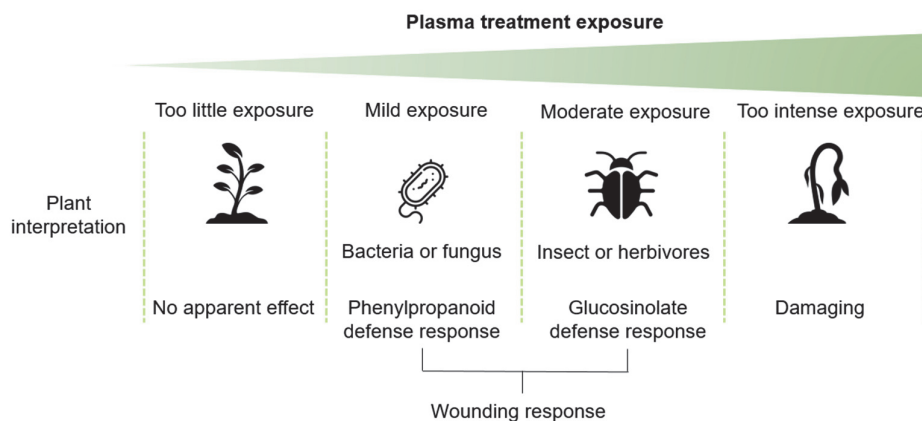 Plasma treatment exposure
Too little exposure
Mild exposure
Moderate exposure
Too intense exposure
Plant
interpretation
Bacteria or fungus
Insect or herbivores
No apparent effect
Phenylpropanoid
defense response
Glucosinolate
defense response
Damaging
Wounding response